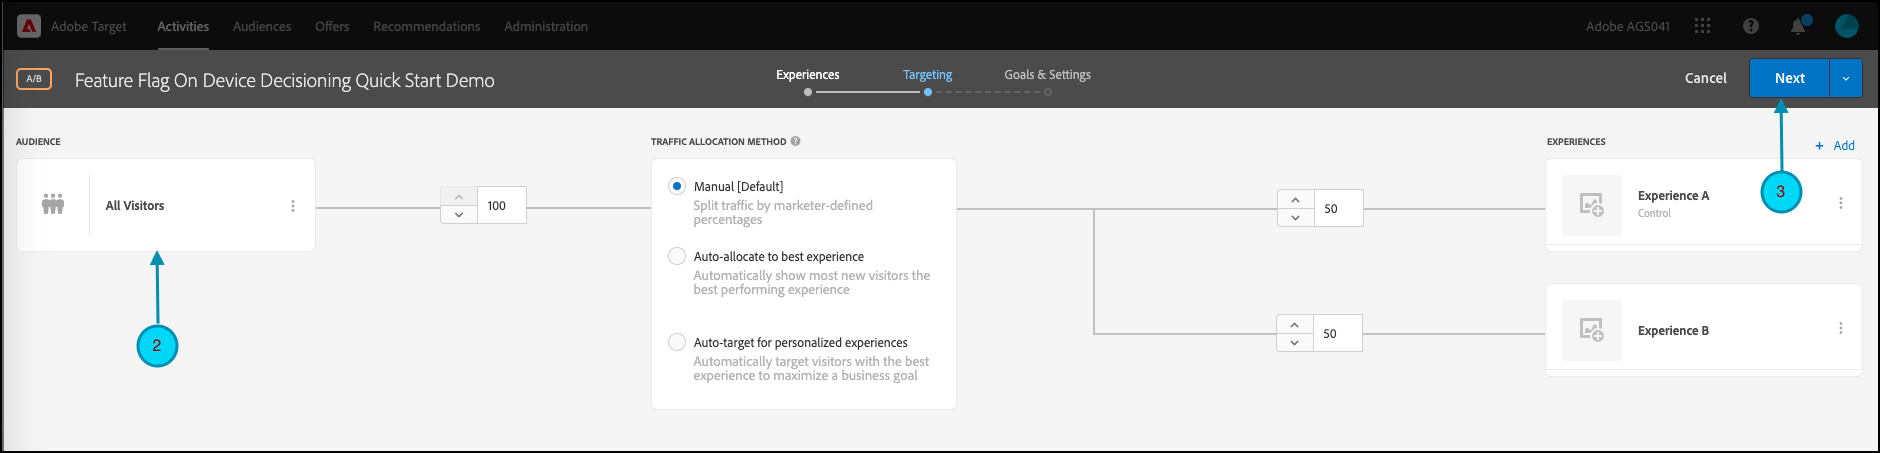 Adobe Target Activities Audiences Offers Recommendations Administration Adobe AGS041
A/B Feature Flag On Device Decisioning Quick Start Demo Experiences Targeting Goals & Settings Cancel Next
AUDIENCE TRAFFIC ALLOCATION METHOD ? EXPERIENCES
+ Add
All Visitors
100
Manual [Default]
Split traffic by marketer-defined
percentages
Auto-allocate to best experience
Automatically show most new visitors the
best performing experience
Auto-target for personalized experiences
Automatically target visitors with the best
experience to maximize a business goal
50
Experience A
Control
50
Experience B
2
3